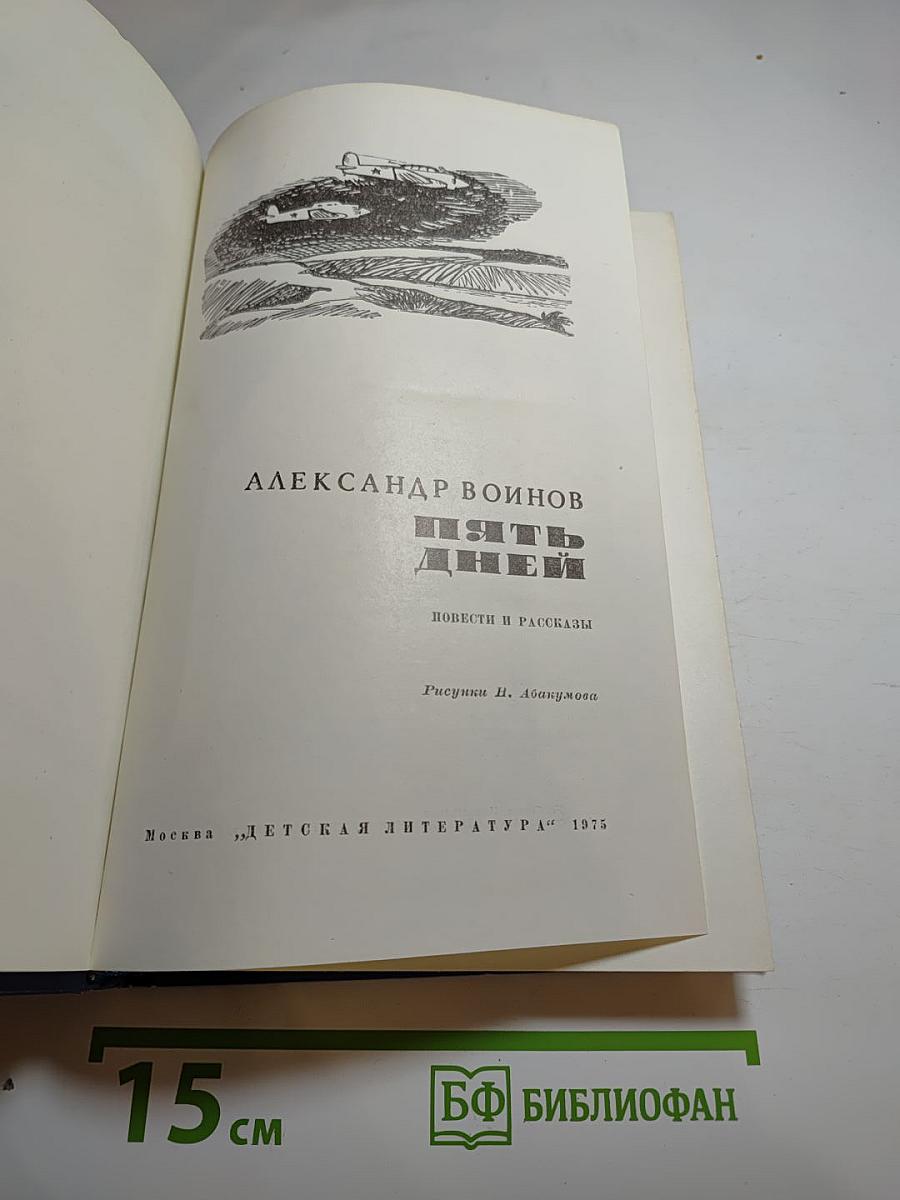 АЛЕКСАНДР ВОИНОВ
ПЯТЬ
ДНЕЙ
ПОВЕСТИ И РАССКАЗЫ
Рисунки Н. Абакумова
Москва „ДЕТСКАЯ ЛИТЕРАТУРА“ 1975
15 см
БФ БИБЛИОФАН